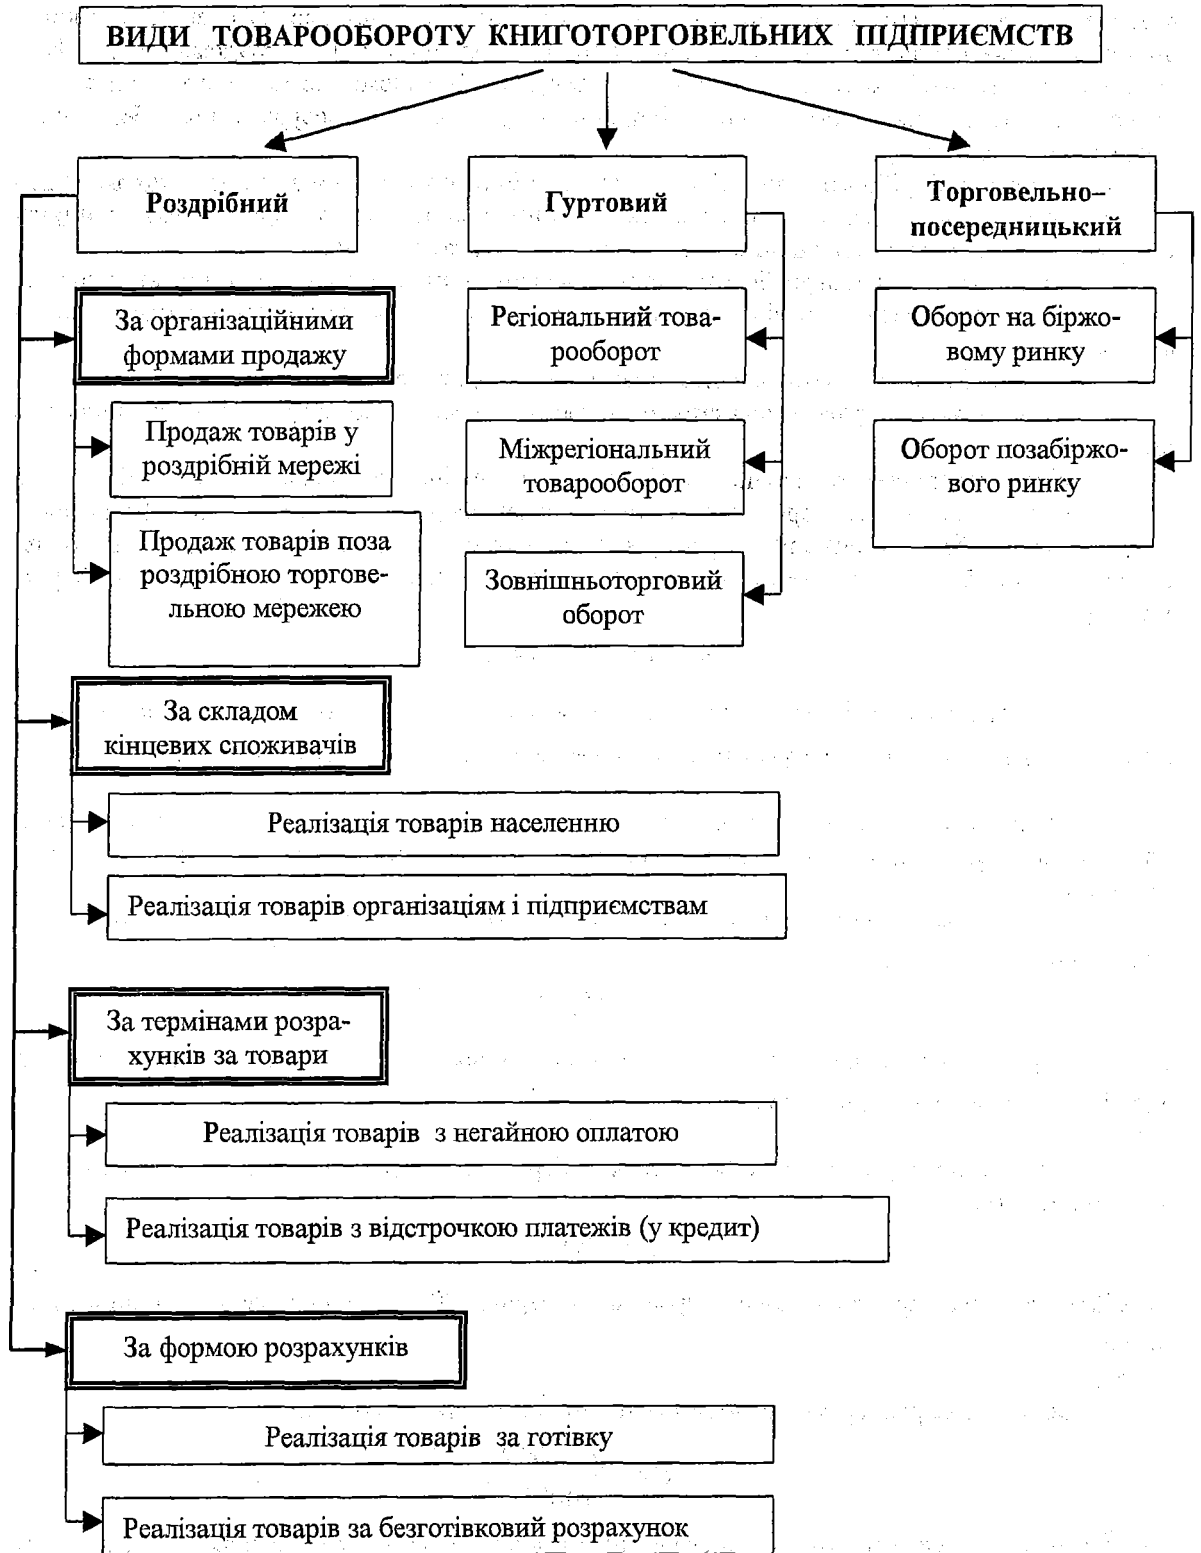 ВИДИ ТОВАРООБОРОТУ КНИГОТОРГОВЕЛЬНИХ ПІДПРИЄМСТВ
Роздрібний
Гуртовий
Торговельно–
посередницький
За організаційними
формами продажу
Регіональний това-
рооборот
Оборот на біржо-
вому ринку
Продаж товарів у
роздрібній мережі
Міжрегіональний
товарооборот
Оборот позабіржо-
вого ринку
Продаж товарів поза
роздрібною торгове-
льною мережею
Зовнішньоторговий
оборот
За складом
кінцевих споживачів
Реалізація товарів населенню
Реалізація товарів організаціям і підприємствам
За термінами розра-
хунків за товари
Реалізація товарів з негайною оплатою
Реалізація товарів з відстрочкою платежів (у кредит)
За формою розрахунків
Реалізація товарів за готівку
Реалізація товарів за безготівковий розрахунок